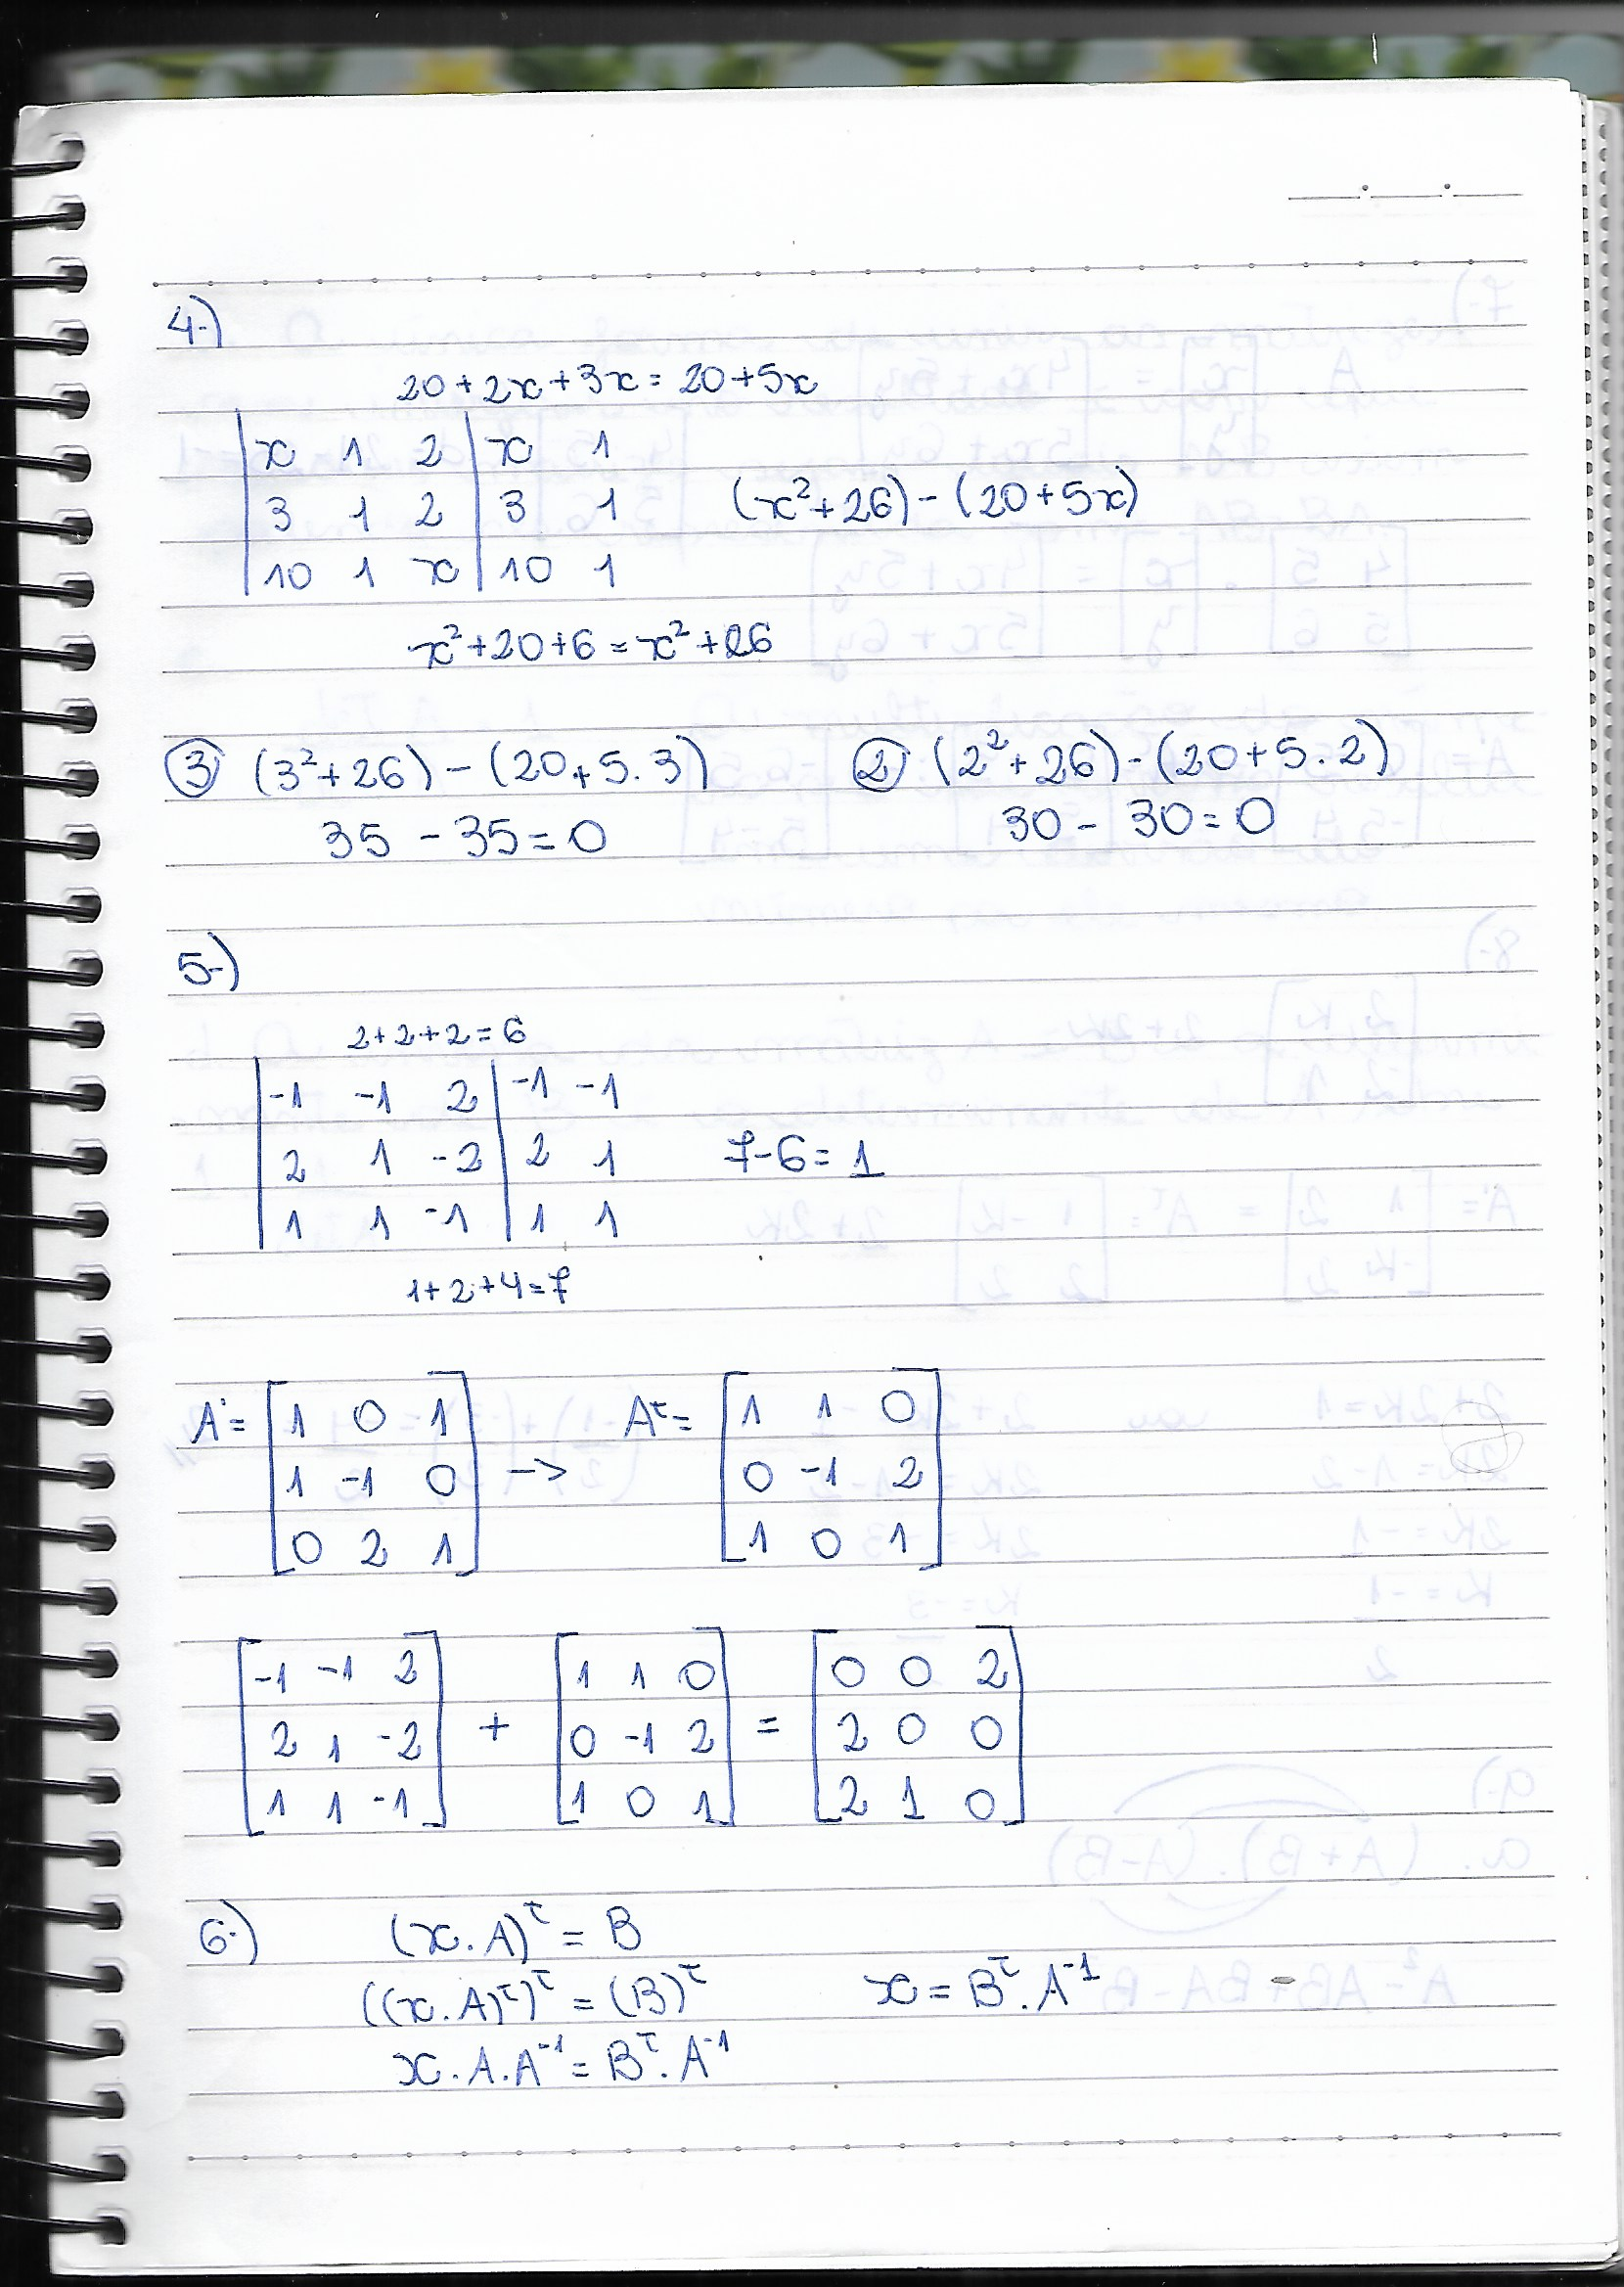 4-)
20+2x+3x= 20+5x
x 1 2 | x 1
3 1 2 | 3 1 (x²+26)-(20+5x)
10 1 x | 10 1
x²+20+6=x²+26
③ (3²+26)-(20+5.3) ② (2²+26)-(20+5.2)
35 - 35=0 30 - 30=0
5-)
2+2+2=6
-1 -1 2 | -1 -1
2 1 -2 | 2 1 7-6= 1
1 1 -1 | 1 1
1+2+4=7
A'= [1 0 1 Aᵗ= [1 1 0
1 -1 0 -> 0 -1 2
0 2 1] 1 0 1]
[-1 -1 2 [1 1 0 [0 0 2
2 1 -2 + 0 -1 2 = 2 0 0
1 1 -1] 1 0 1] 2 1 0]
6-) (x.A)ᵗ = B
((x.A)ᵗ)ᵗ = (B)ᵗ x = Bᵗ.A⁻¹
x.A.A⁻¹= Bᵗ.A⁻¹